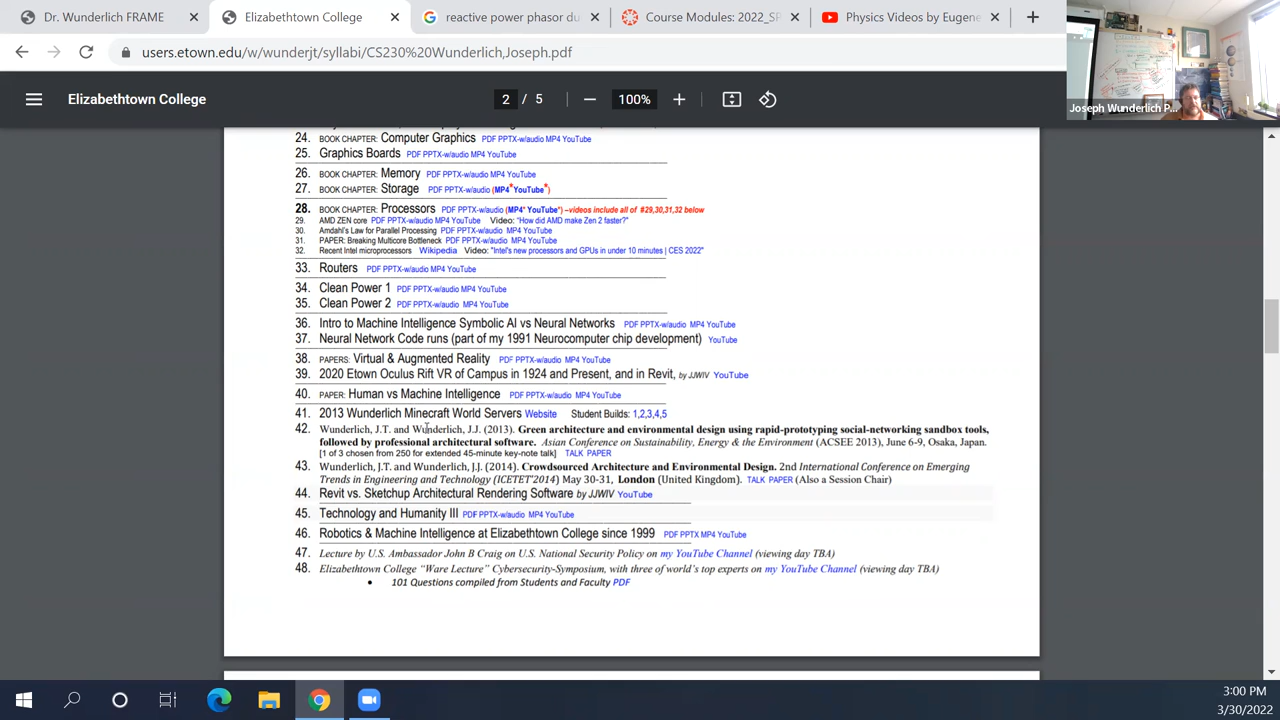 Dr. Wunderlich FRAME
Elizabethtown College
reactive power phasor du
Course Modules: 2022_SP
Physics Videos by Eugene
users.etown.edu/w/wunderjt/syllabi/CS230%20Wunderlich,Joseph.pdf
Joseph Wunderlich P...
Elizabethtown College
2 / 5
100%
24. BOOK CHAPTER: Computer Graphics PDF PPTX-w/audio MP4 YouTube
25. Graphics Boards PDF PPTX-w/audio MP4 YouTube
26. BOOK CHAPTER: Memory PDF PPTX-w/audio MP4 YouTube
27. BOOK CHAPTER: Storage PDF PPTX-w/audio (MP4*YouTube*)
28. BOOK CHAPTER: Processors PDF PPTX-w/audio (MP4* YouTube*) –videos include all of #29,30,31,32 below
29. AMD ZEN core PDF PPTX-w/audio MP4 YouTube Video: "How did AMD make Zen 2 faster?"
30. Amdahl's Law for Parallel Processing PDF PPTX-w/audio MP4 YouTube
31. PAPER: Breaking Multicore Bottleneck PDF PPTX-w/audio MP4 YouTube
32. Recent Intel microprocessors Wikipedia Video: "Intel's new processors and GPUs in under 10 minutes | CES 2022"
33. Routers PDF PPTX-w/audio MP4 YouTube
34. Clean Power 1 PDF PPTX-w/audio MP4 YouTube
35. Clean Power 2 PDF PPTX-w/audio MP4 YouTube
36. Intro to Machine Intelligence Symbolic AI vs Neural Networks PDF PPTX-w/audio MP4 YouTube
37. Neural Network Code runs (part of my 1991 Neurocomputer chip development) YouTube
38. PAPERS: Virtual & Augmented Reality PDF PPTX-w/audio MP4 YouTube
39. 2020 Etown Oculus Rift VR of Campus in 1924 and Present, and in Revit, by JJWIV YouTube
40. PAPER: Human vs Machine Intelligence PDF PPTX-w/audio MP4 YouTube
41. 2013 Wunderlich Minecraft World Servers Website Student Builds: 1,2,3,4,5
42. Wunderlich, J.T. and Wunderlich, J.J. (2013). Green architecture and environmental design using rapid-prototyping social-networking sandbox tools,
followed by professional architectural software. Asian Conference on Sustainability, Energy & the Environment (ACSEE 2013), June 6-9, Osaka, Japan.
[1 of 3 chosen from 250 for extended 45-minute key-note talk] TALK PAPER
43. Wunderlich, J.T. and Wunderlich, J.J. (2014). Crowdsourced Architecture and Environmental Design. 2nd International Conference on Emerging
Trends in Engineering and Technology (ICETET'2014) May 30-31, London (United Kingdom). TALK PAPER (Also a Session Chair)
44. Revit vs. Sketchup Architectural Rendering Software by JJWIV YouTube
45. Technology and Humanity III PDF PPTX-w/audio MP4 YouTube
46. Robotics & Machine Intelligence at Elizabethtown College since 1999 PDF PPTX MP4 YouTube
47. Lecture by U.S. Ambassador John B Craig on U.S. National Security Policy on my YouTube Channel (viewing day TBA)
48. Elizabethtown College "Ware Lecture" Cybersecurity-Symposium, with three of world's top experts on my YouTube Channel (viewing day TBA)
• 101 Questions compiled from Students and Faculty PDF
3:00 PM
3/30/2022